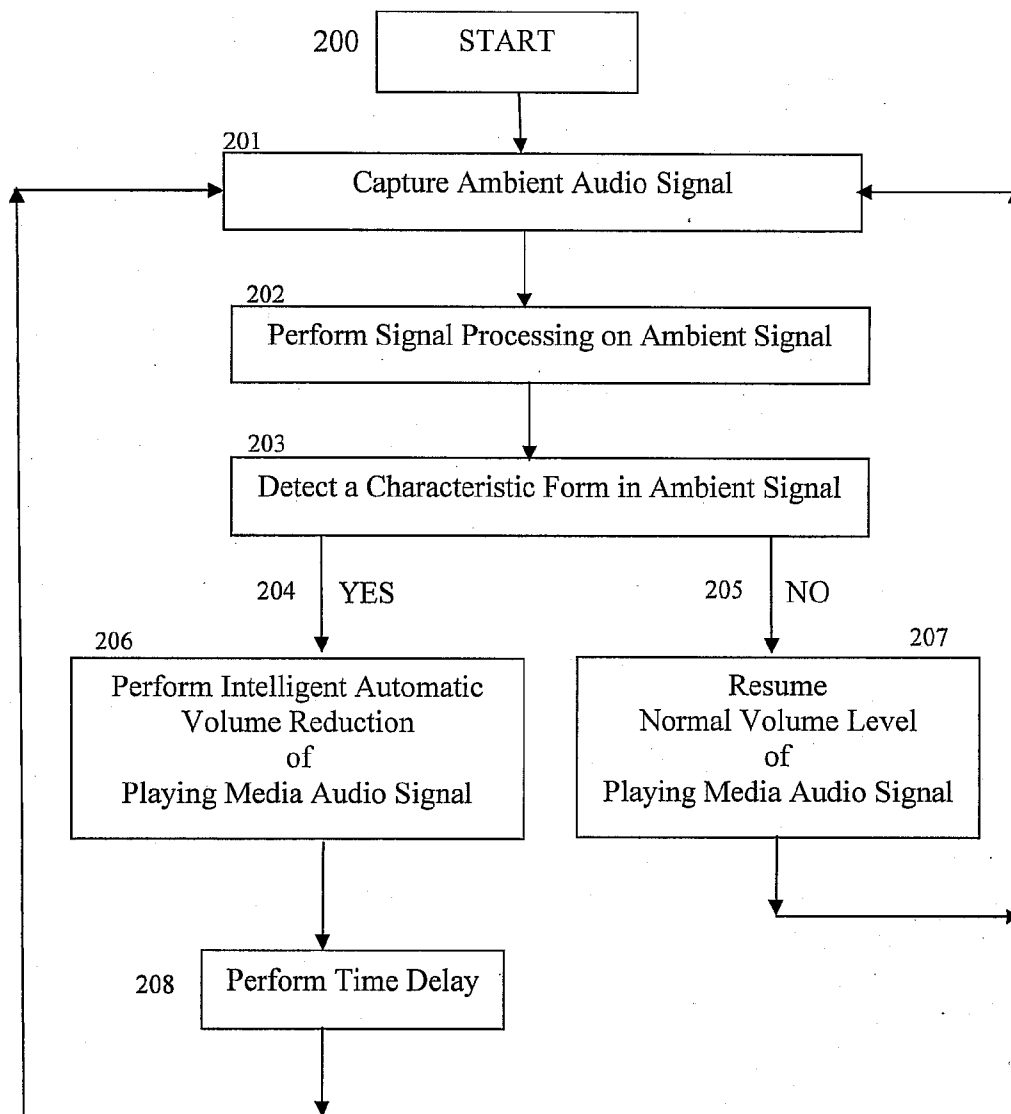 200
START
201
Capture Ambient Audio Signal
202
Perform Signal Processing on Ambient Signal
203
Detect a Characteristic Form in Ambient Signal
204 YES
205 NO
206
Perform Intelligent Automatic
Volume Reduction
of
Playing Media Audio Signal
207
Resume
Normal Volume Level
of
Playing Media Audio Signal
208
Perform Time Delay